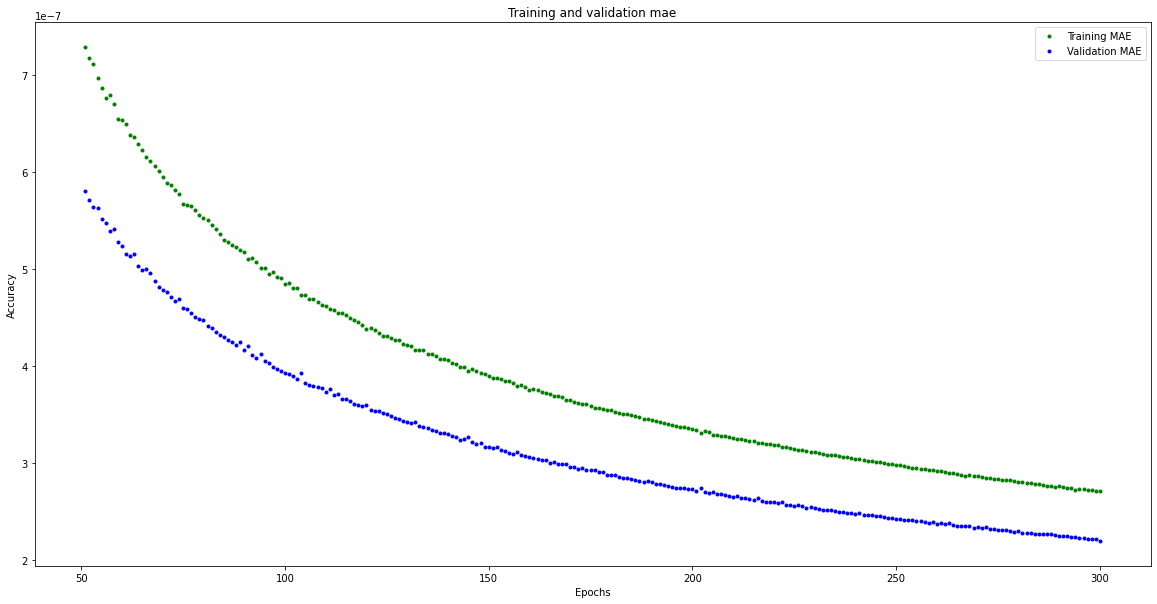 Training and validation mae
1e−7
Training MAE
Validation MAE
7
6
5
4
3
2
Accuracy
50 100 150 200 250 300
Epochs